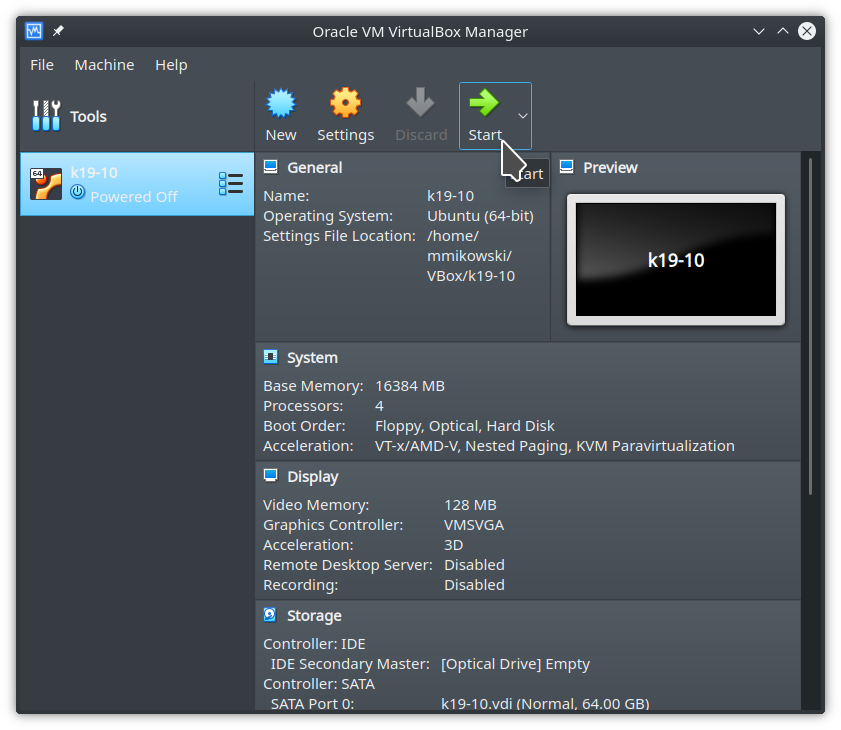 Oracle VM VirtualBox Manager
File Machine Help
Tools
New Settings Discard Start
64
k19-10
Powered Off
General
Name: k19-10
Operating System: Ubuntu (64-bit)
Settings File Location: /home/
mmikowski/
VBox/k19-10
Preview
k19-10
System
Base Memory: 16384 MB
Processors: 4
Boot Order: Floppy, Optical, Hard Disk
Acceleration: VT-x/AMD-V, Nested Paging, KVM Paravirtualization
Display
Video Memory: 128 MB
Graphics Controller: VMSVGA
Acceleration: 3D
Remote Desktop Server: Disabled
Recording: Disabled
Storage
Controller: IDE
IDE Secondary Master: [Optical Drive] Empty
Controller: SATA
SATA Port 0: k19-10.vdi (Normal, 64.00 GB)